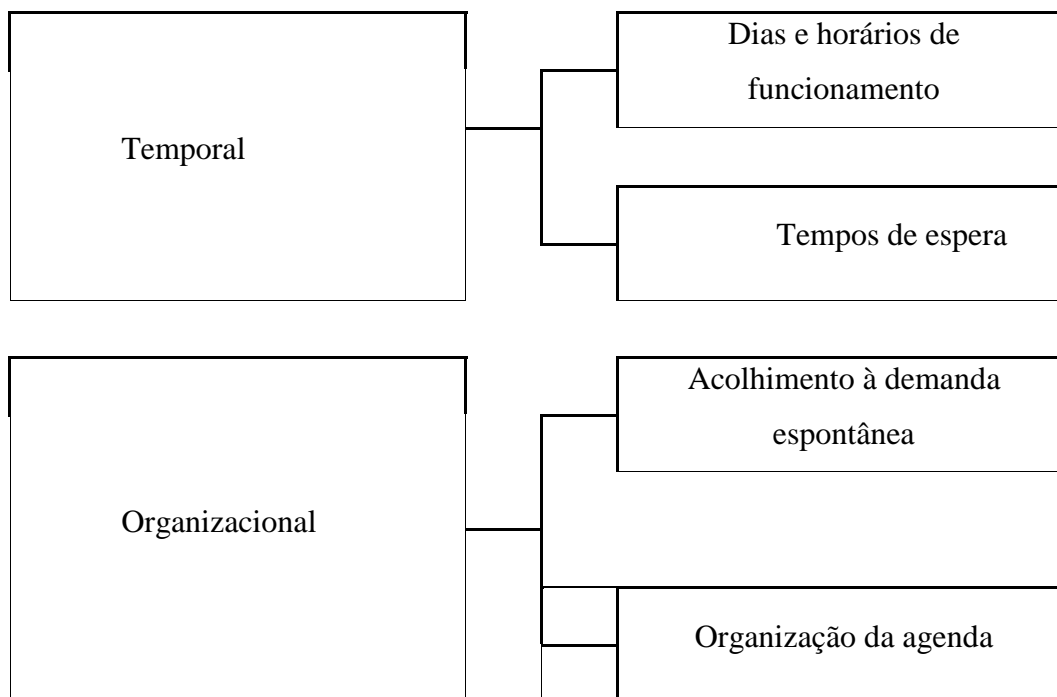 Temporal
Dias e horários de
funcionamento
Tempos de espera
Organizacional
Acolhimento à demanda
espontânea
Organização da agenda